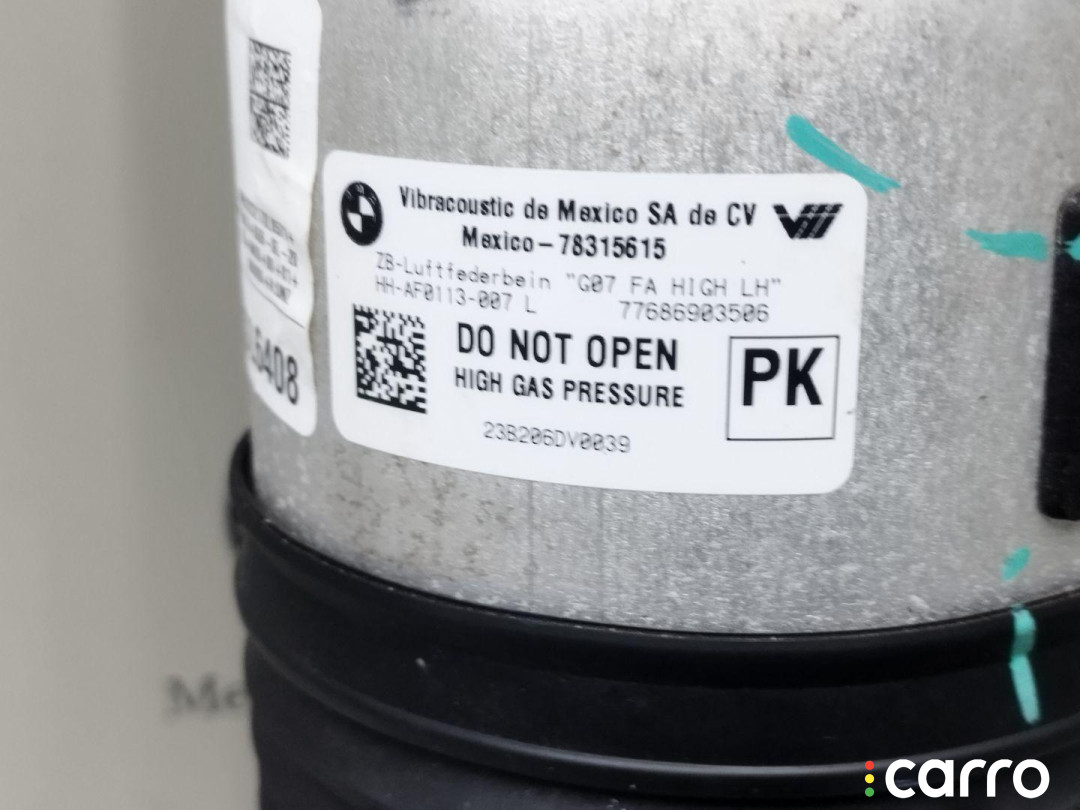 Vibracoustic de Mexico SA de CV
Mexico-78315615
ZB-Luftfederbein "G07 FA HIGH LH"
HH-AF0113-007 L 77686903506
DO NOT OPEN
HIGH GAS PRESSURE
PK
23B206DV0039
6408
carro